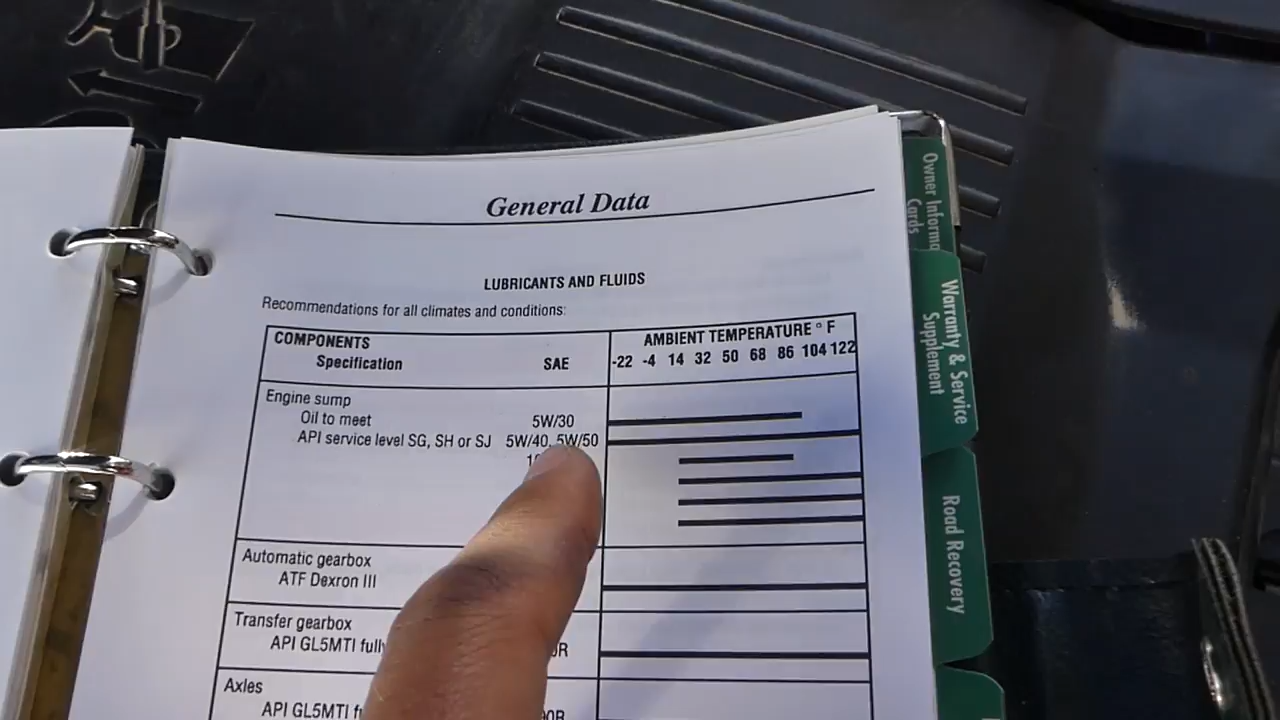 General Data
LUBRICANTS AND FLUIDS
Recommendations for all climates and conditions:
COMPONENTS
Specification SAE
AMBIENT TEMPERATURE ° F
-22 -4 14 32 50 68 86 104 122
Engine sump
Oil to meet 5W/30
API service level SG, SH or SJ 5W/40, 5W/50
Automatic gearbox
ATF Dexron III
Transfer gearbox
API GL5MTI
Axles
API GL5MTI
Owner
Cards
Warranty & Service
Supplement
Road Recovery